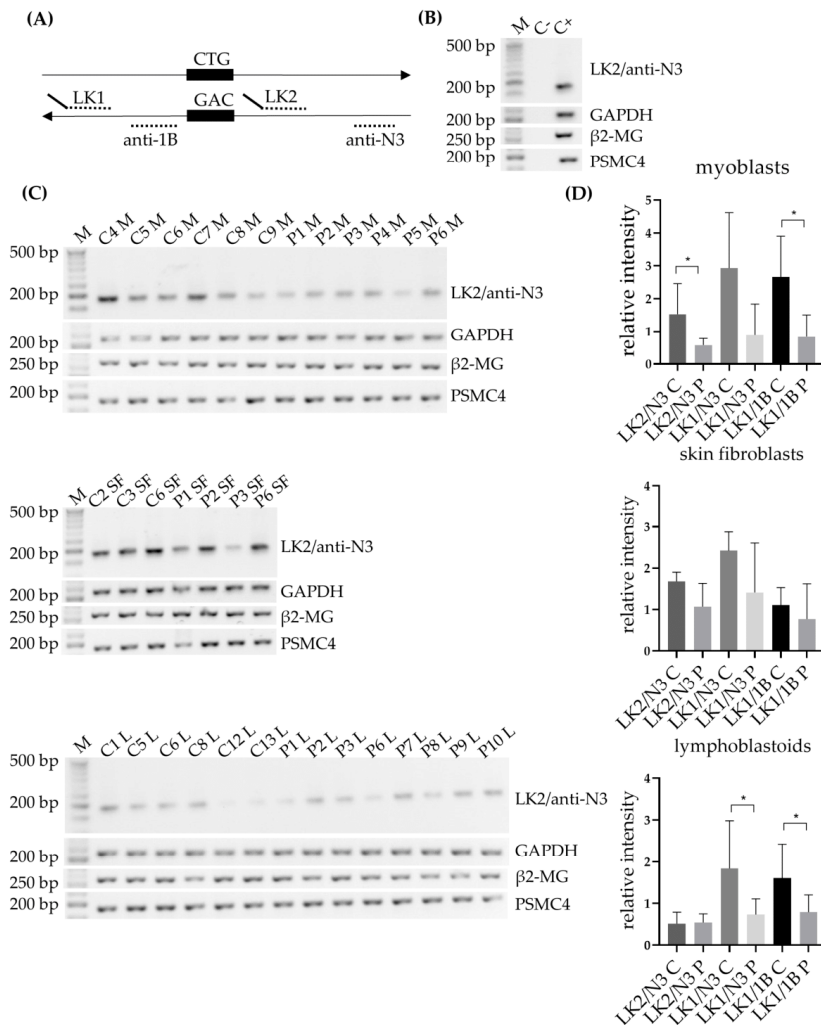 (A)
CTG
LK1
GAC
LK2
anti-1B
anti-N3
(B)
M C- C+
500 bp
LK2/anti-N3
200 bp
200 bp GAPDH
250 bp β2-MG
200 bp PSMC4
(C)
M C4 M C5 M C6 M C7 M C8 M C9 M P1 M P2 M P3 M P4 M P5 M P6 M
500 bp
200 bp LK2/anti-N3
200 bp GAPDH
250 bp β2-MG
200 bp PSMC4
M C2 SF C3 SF C6 SF P1 SF P2 SF P3 SF P6 SF
500 bp
200 bp LK2/anti-N3
200 bp GAPDH
250 bp β2-MG
200 bp PSMC4
M C1 L C5 L C6 L C8 L C12 L C13 L P1 L P2 L P3 L P6 L P7 L P8 L P9 L P10 L
500 bp
200 bp LK2/anti-N3
200 bp GAPDH
250 bp β2-MG
200 bp PSMC4
(D)
myoblasts
relative intensity
5
4
3
2
1
0
* *
LK2/N3 C LK2/N3 P LK1/N3 C LK1/N3 P LK1/1B C LK1/1B P
skin fibroblasts
relative intensity
4
3
2
1
0
LK2/N3 C LK2/N3 P LK1/N3 C LK1/N3 P LK1/1B C LK1/1B P
lymphoblastoids
relative intensity
4
3
2
1
0
* *
LK2/N3 C LK2/N3 P LK1/N3 C LK1/N3 P LK1/1B C LK1/1B P